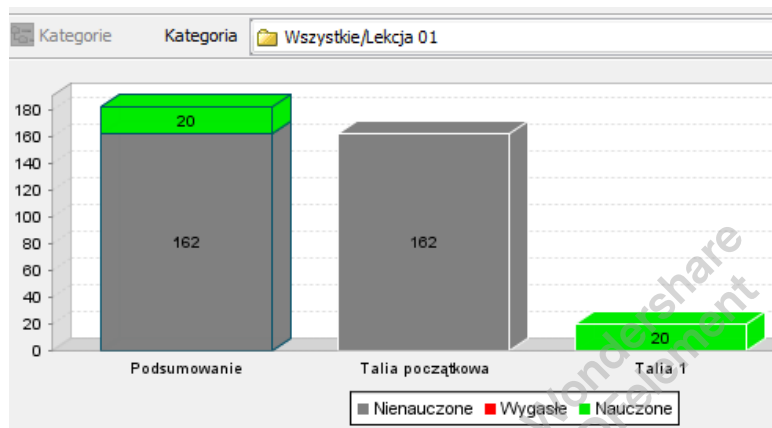 Kategorie Kategoria Wszystkie/Lekcja 01
180
160
140
120
100
80
60
40
20
0
20
162
162
20
Podsumowanie Talia początkowa Talia 1
Nienauczone Wygasłe Nauczone
Wondershare
PDFelement